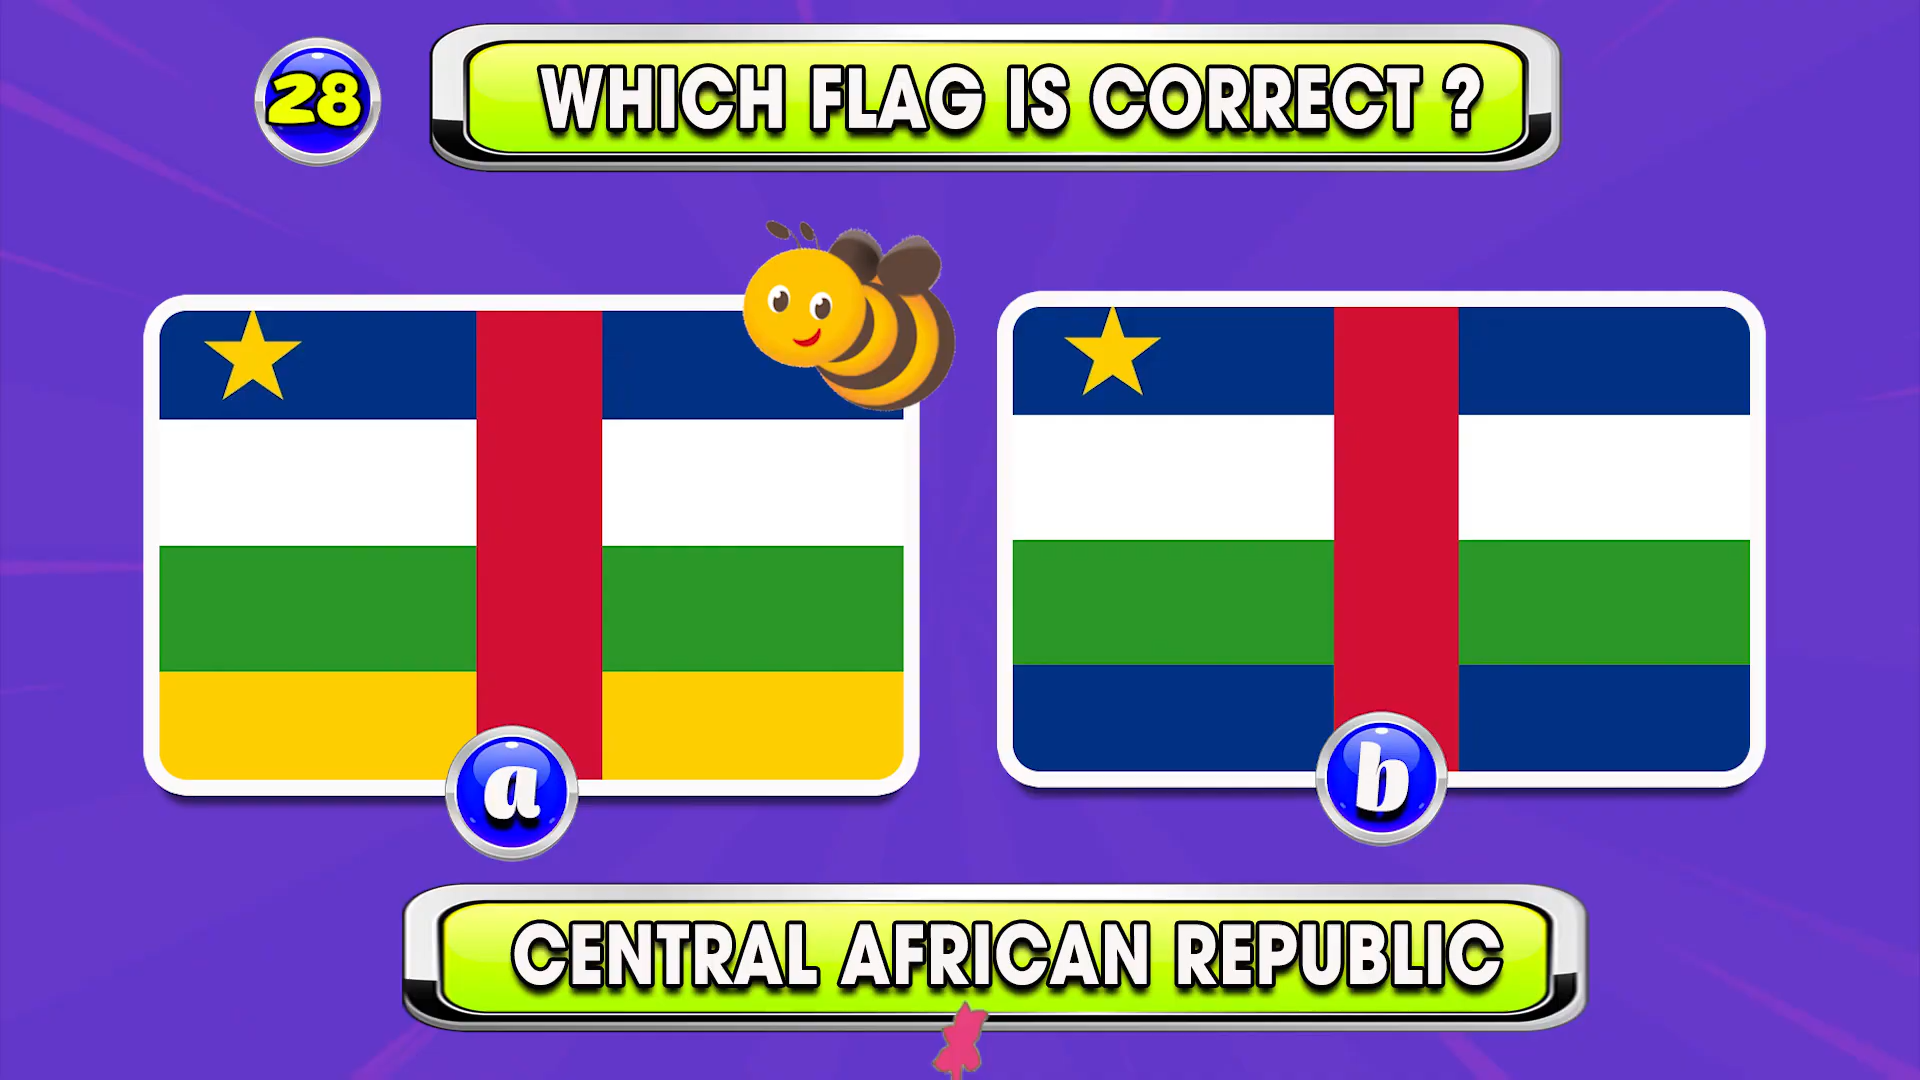 28
WHICH FLAG IS CORRECT ?
a
b
CENTRAL AFRICAN REPUBLIC